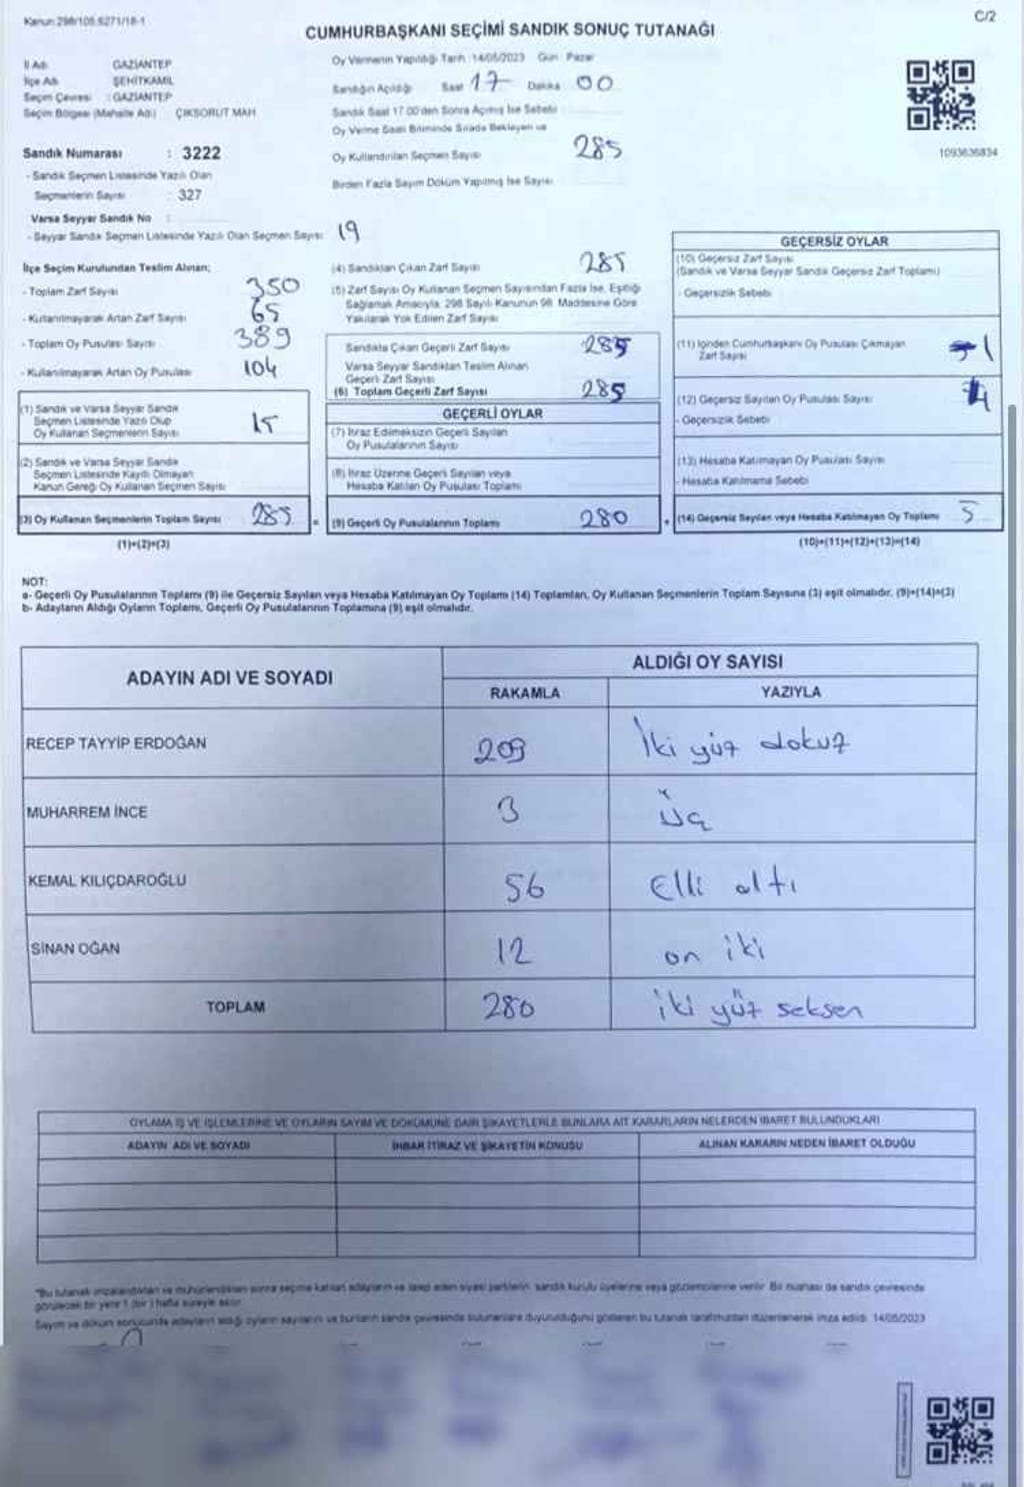 Kanun:298/105 6271/18-1
C/2
CUMHURBAŞKANI SEÇİMİ SANDIK SONUÇ TUTANAĞI
İl Adı GAZİANTEP
İlçe Adı ŞEHİTKAMİL
Seçim Çevresi : GAZİANTEP
Seçim Bölgesi (Mahalle Adı) ÇIKSORUT MAH
Sandık Numarası : 3222
- Sandık Seçmen Listesinde Yazılı Olan
Seçmenlerin Sayısı : 327
Varsa Seyyar Sandık No :
- Seyyar Sandık Seçmen Listesinde Yazılı Olan Seçmen Sayısı: 19
Oy Vermenin Yapıldığı Tarih :14/05/2023 Gün : Pazar
Sandığın Açıldığı Saat 17 Dakika 00
Sandık Saat 17.00'den Sonra Açılmış İse Sebebi
Oy Verme Saati Bitiminde Sırada Bekleyen ve
Oy Kullandırılan Seçmen Sayısı 285
Birden Fazla Sayım Döküm Yapılmış İse Sayısı
1093636834
İlçe Seçim Kurulundan Teslim Alınan;
- Toplam Zarf Sayısı 350
- Kullanılmayarak Artan Zarf Sayısı 65
- Toplam Oy Pusulası Sayısı 389
- Kullanılmayarak Artan Oy Pusulası 104
(1) Sandık ve Varsa Seyyar Sandık
Seçmen Listesinde Yazılı Olup
Oy Kullanan Seçmenlerin Sayısı 15
(2) Sandık ve Varsa Seyyar Sandık
Seçmen Listesinde Kayıtlı Olmayan
Kanun Gereği Oy Kullanan Seçmen Sayısı
(3) Oy Kullanan Seçmenlerin Toplam Sayısı 285
(1)+(2)=(3)
(4) Sandıktan Çıkan Zarf Sayısı 285
(5) Zarf Sayısı Oy Kullanan Seçmen Sayısından Fazla İse, Eşitliği
Sağlamak Amacıyla, 298 Sayılı Kanunun 98. Maddesine Göre
Yakılarak Yok Edilen Zarf Sayısı
Sandıkta Çıkan Geçerli Zarf Sayısı 285
Varsa Seyyar Sandıktan Teslim Alınan
Geçerli Zarf Sayısı
(6) Toplam Geçerli Zarf Sayısı 285
GEÇERLİ OYLAR
(7) İtiraz Edilmeksizin Geçerli Sayılan
Oy Pusulalarının Sayısı
(8) İtiraz Üzerine Geçerli Sayılan veya
Hesaba Katılan Oy Pusulası Toplamı
= (9) Geçerli Oy Pusulalarının Toplamı 280
GEÇERSİZ OYLAR
(10) Geçersiz Zarf Sayısı
(Sandık ve Varsa Seyyar Sandık Geçersiz Zarf Toplamı)
- Geçersizlik Sebebi
(11) İçinden Cumhurbaşkanı Oy Pusulası Çıkmayan
Zarf Sayısı 1
(12) Geçersiz Sayılan Oy Pusulası Sayısı 4
- Geçersizlik Sebebi
(13) Hesaba Katılmayan Oy Pusulası Sayısı
- Hesaba Katılmama Sebebi
+ (14) Geçersiz Sayılan veya Hesaba Katılmayan Oy Toplamı 5
(10)+(11)+(12)+(13)=(14)
NOT:
a- Geçerli Oy Pusulalarının Toplamı (9) ile Geçersiz Sayılan veya Hesaba Katılmayan Oy Toplamı (14) Toplamları, Oy Kullanan Seçmenlerin Toplam Sayısına (3) eşit olmalıdır. (9)+(14)=(3)
b- Adayların Aldığı Oyların Toplamı, Geçerli Oy Pusulalarının Toplamına (9) eşit olmalıdır.
ADAYIN ADI VE SOYADI
ALDIĞI OY SAYISI
RAKAMLA YAZIYLA
RECEP TAYYİP ERDOĞAN 209 İki yüz dokuz
MUHARREM İNCE 3 Üç
KEMAL KILIÇDAROĞLU 56 Elli altı
SİNAN OĞAN 12 on iki
TOPLAM 280 iki yüz seksen
OYLAMA İŞ VE İŞLEMLERİNE VE OYLARIN SAYIM VE DÖKÜMÜNE DAİR ŞİKAYETLERLE BUNLARA AİT KARARLARIN NELERDEN İBARET BULUNDUKLARI
ADAYIN ADI VE SOYADI İHBAR İTİRAZ VE ŞİKAYETİN KONUSU ALINAN KARARIN NEDEN İBARET OLDUĞU
"Bu tutanak imzalandıktan ve mühürlendikten sonra seçime katılan adayların ve talep eden siyasi partilerin, sandık kurulu üyelerine veya gözlemcilerine verilir. Bir nüshası da sandık çevresinde
görülecek bir yere 1 (bir) hafta süreyle asılır.
Sayım ve döküm sonucunda adayların aldığı oyların sayılarını ve bunların sandık çevresinde bulunanlara duyurulduğunu gösteren bu tutanak tarafımızdan düzenlenerek imza edildi. 14/05/2023